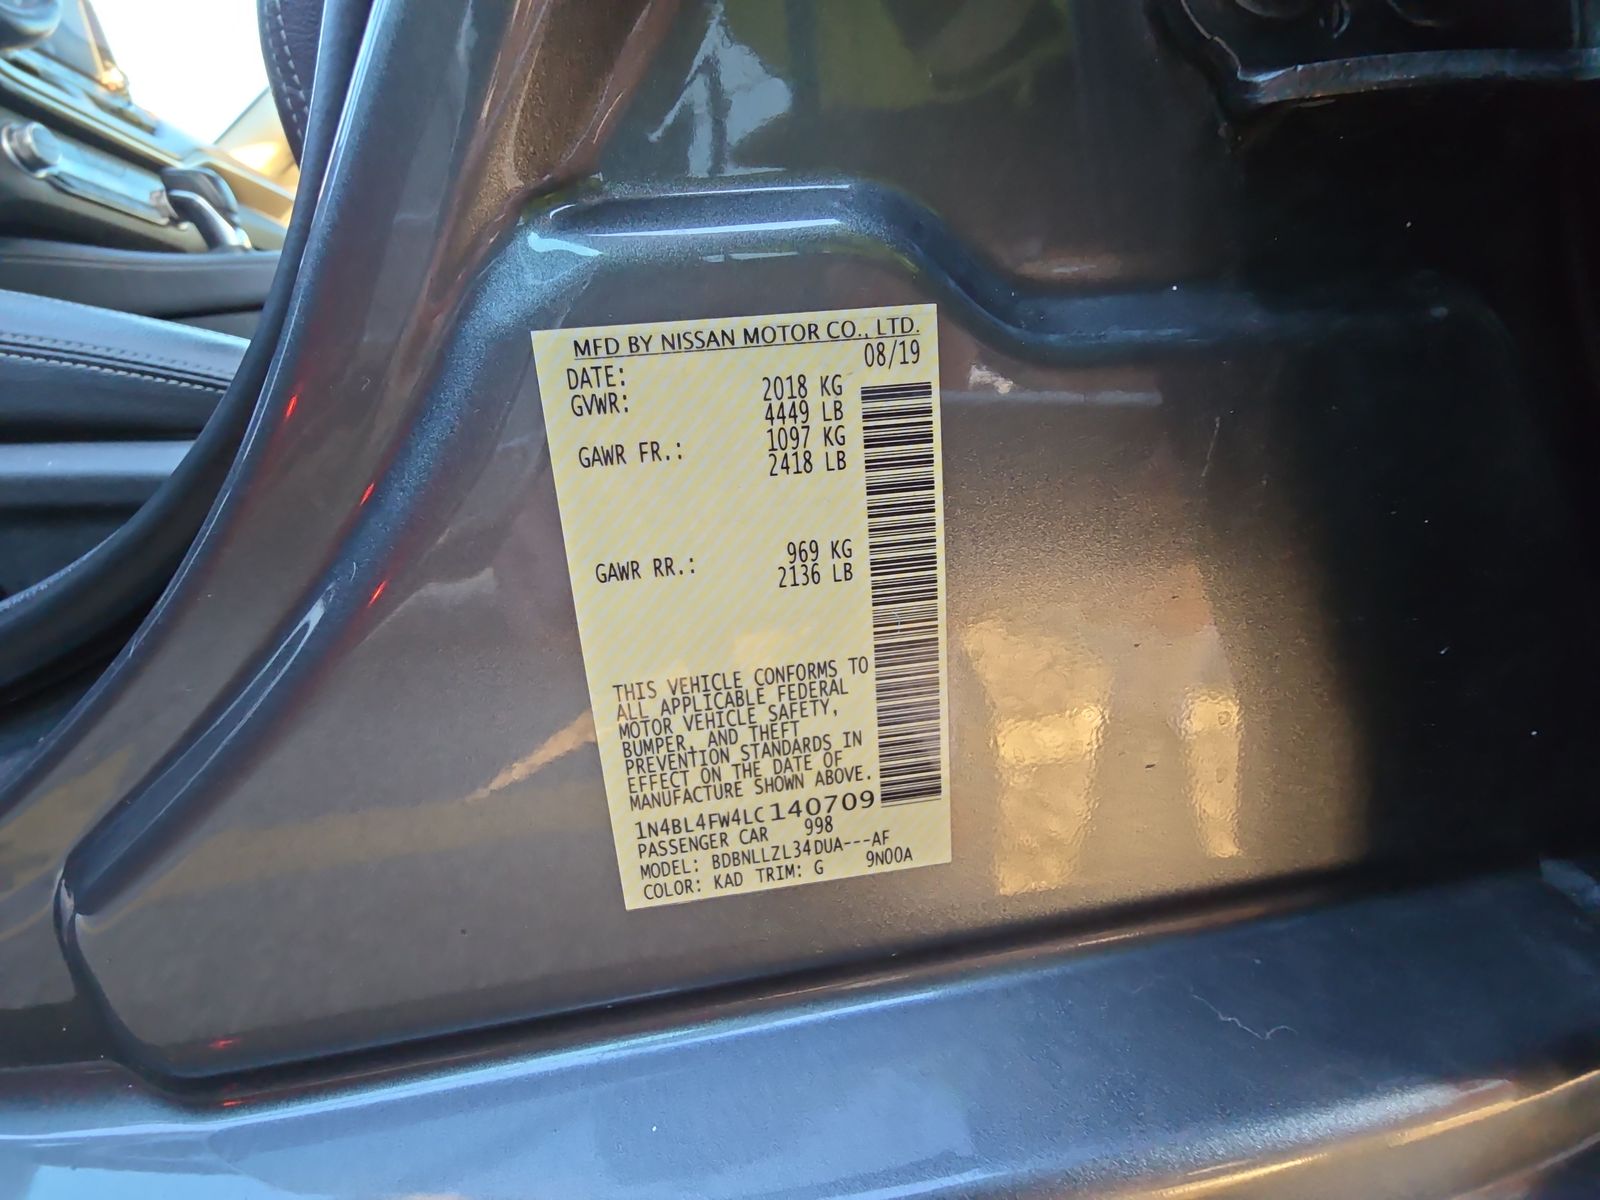 MFD BY NISSAN MOTOR CO., LTD.
DATE: 08/19
GVWR: 2018 KG
4449 LB
GAWR FR.: 1097 KG
2418 LB
GAWR RR.: 969 KG
2136 LB
THIS VEHICLE CONFORMS TO
ALL APPLICABLE FEDERAL
MOTOR VEHICLE SAFETY,
BUMPER, AND THEFT
PREVENTION STANDARDS IN
EFFECT ON THE DATE OF
MANUFACTURE SHOWN ABOVE.
1N4BL4FW4LC140709
PASSENGER CAR 998
MODEL: BDBNLLZL34DUA---AF
COLOR: KAD TRIM: G 9N00A